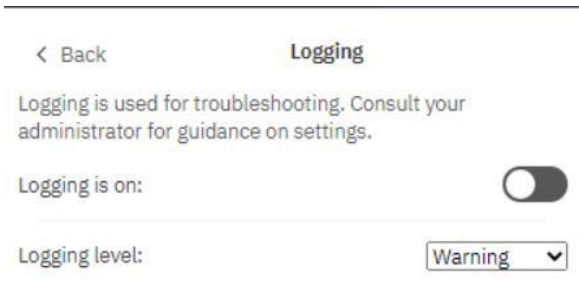 Back
Logging
Logging is used for troubleshooting. Consult your
administrator for guidance on settings.
Logging is on:
Logging level:
Warning